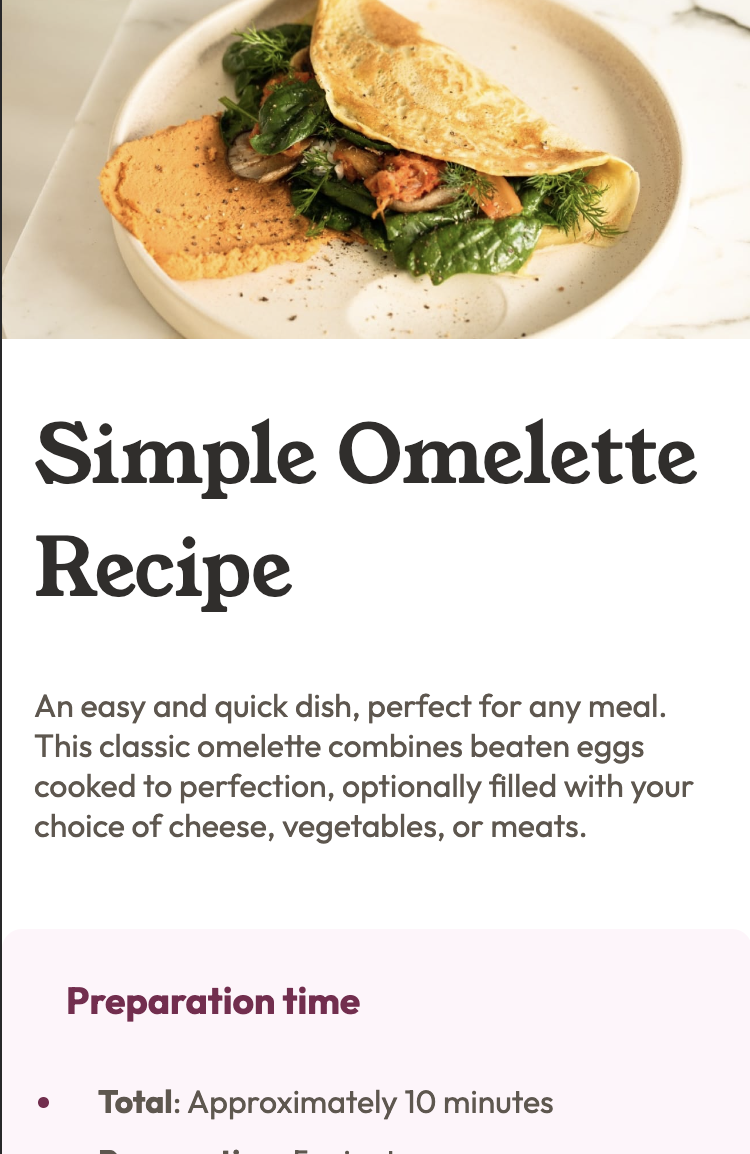 Simple Omelette
Recipe
An easy and quick dish, perfect for any meal.
This classic omelette combines beaten eggs
cooked to perfection, optionally filled with your
choice of cheese, vegetables, or meats.
Preparation time
• Total: Approximately 10 minutes